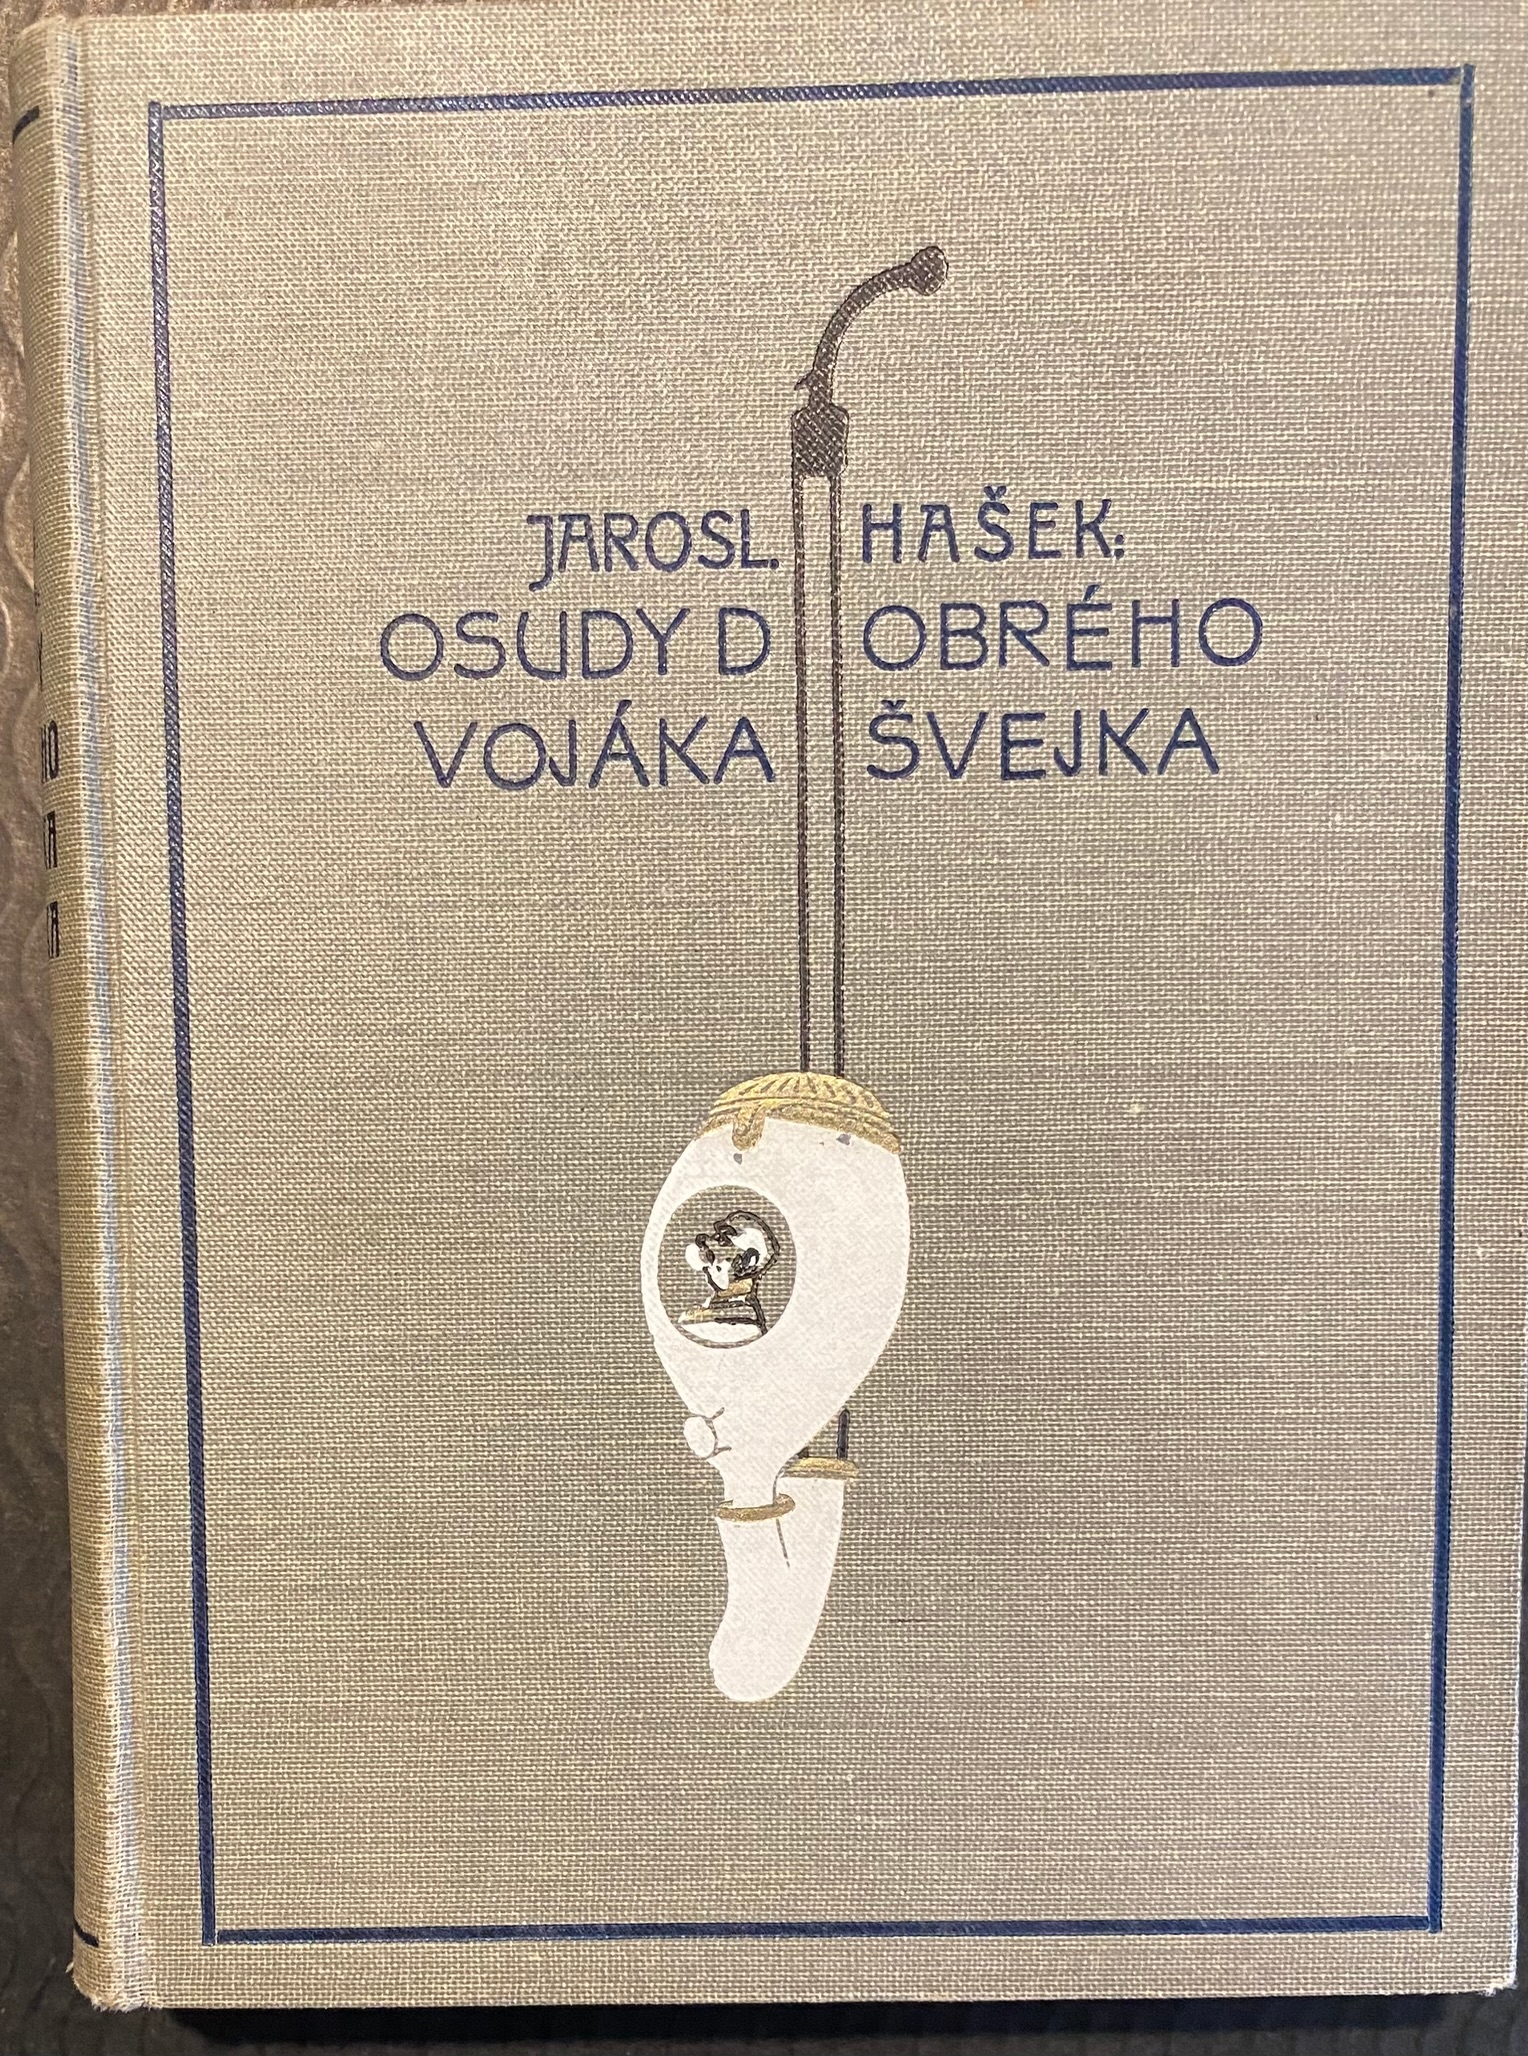 JAROSL. HAŠEK:
OSUDY DOBRÉHO
VOJÁKA ŠVEJKA